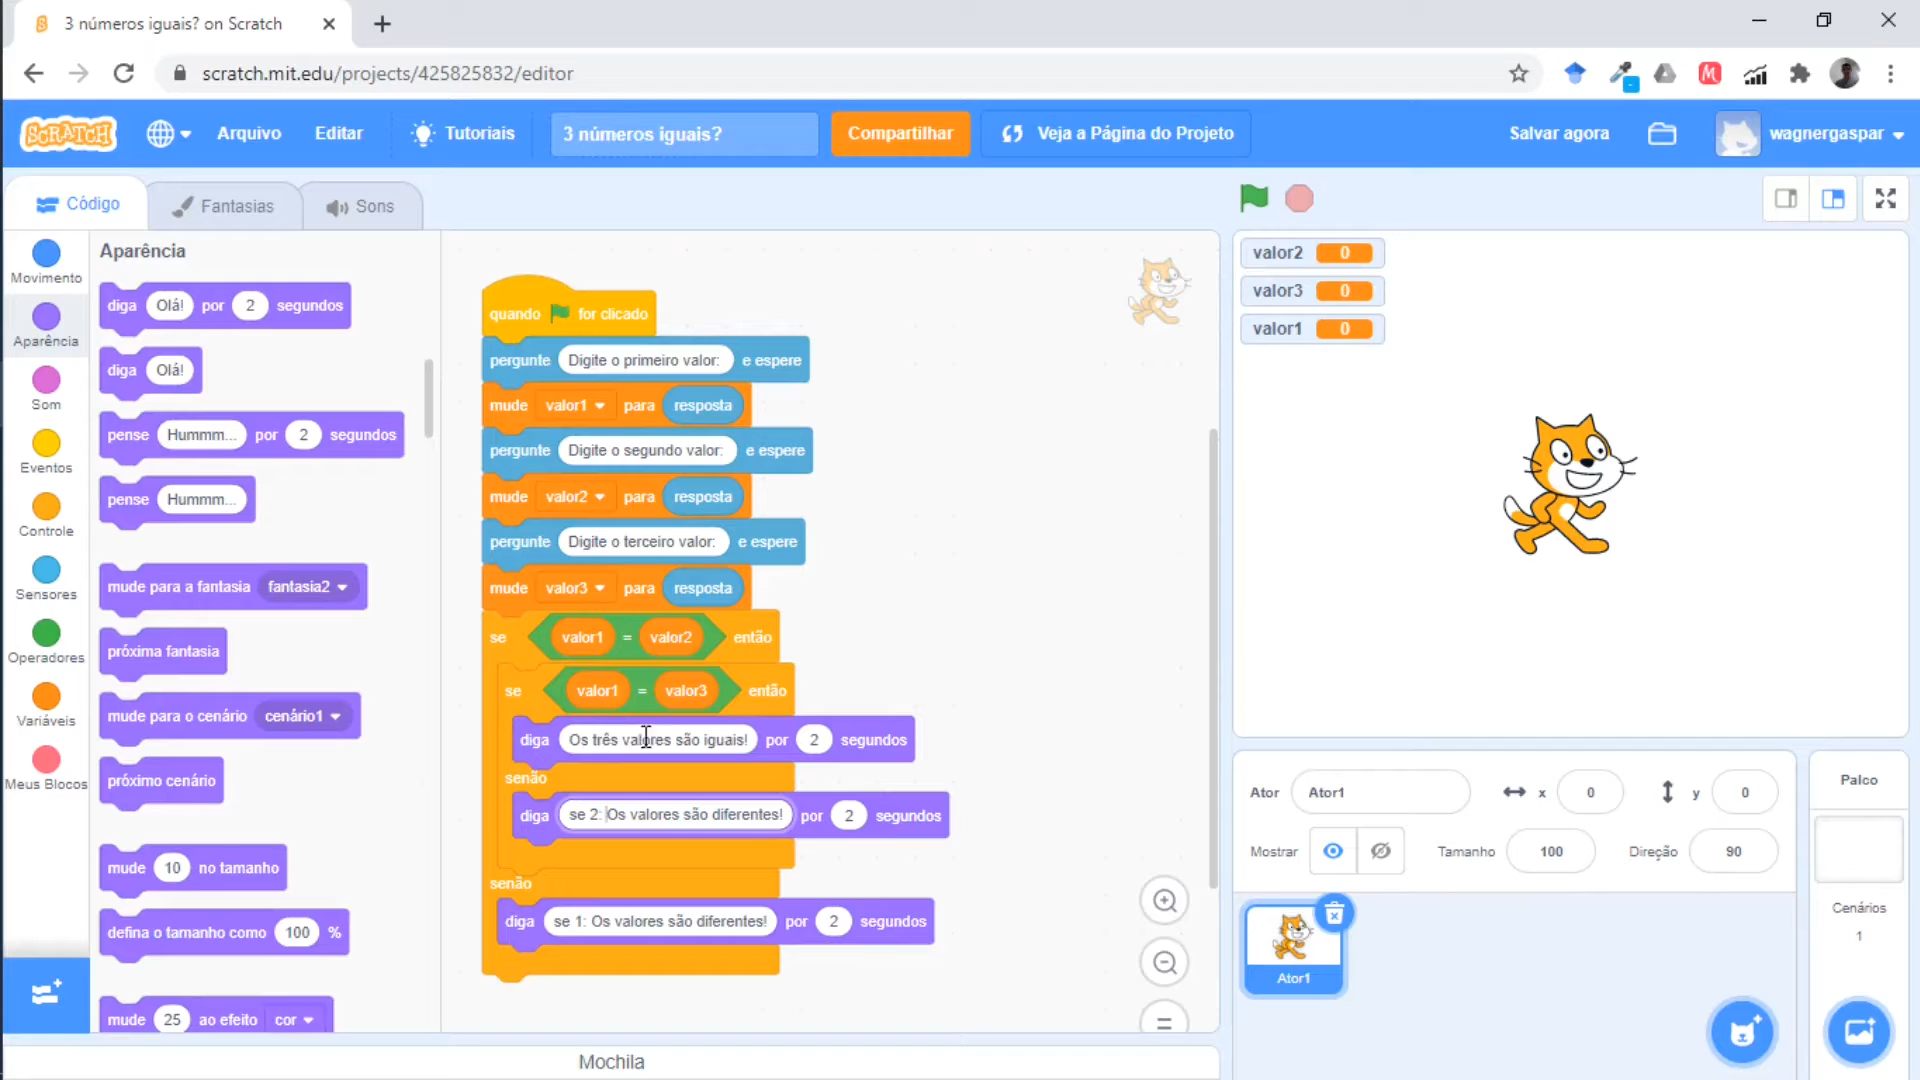 3 números iguais? on Scratch
scratch.mit.edu/projects/425825832/editor
SCRATCH
Arquivo
Editar
Tutoriais
3 números iguais?
Compartilhar
Veja a Página do Projeto
Salvar agora
wagnergaspar
Código
Fantasias
Sons
Movimento
Aparência
Som
Eventos
Controle
Sensores
Operadores
Variáveis
Meus Blocos
Aparência
diga Olá! por 2 segundos
diga Olá!
pense Hummm... por 2 segundos
pense Hummm...
mude para a fantasia fantasia2
próxima fantasia
mude para o cenário cenário1
próximo cenário
mude 10 no tamanho
defina o tamanho como 100 %
mude 25 ao efeito cor
quando for clicado
pergunte Digite o primeiro valor: e espere
mude valor1 para resposta
pergunte Digite o segundo valor: e espere
mude valor2 para resposta
pergunte Digite o terceiro valor: e espere
mude valor3 para resposta
se valor1 = valor2 então
se valor1 = valor3 então
diga Os três valores são iguais! por 2 segundos
senão
diga se 2: Os valores são diferentes! por 2 segundos
senão
diga se 1: Os valores são diferentes! por 2 segundos
Mochila
valor2 0
valor3 0
valor1 0
Ator Ator1 x 0 y 0
Mostrar Tamanho 100 Direção 90
Ator1
Palco
Cenários
1